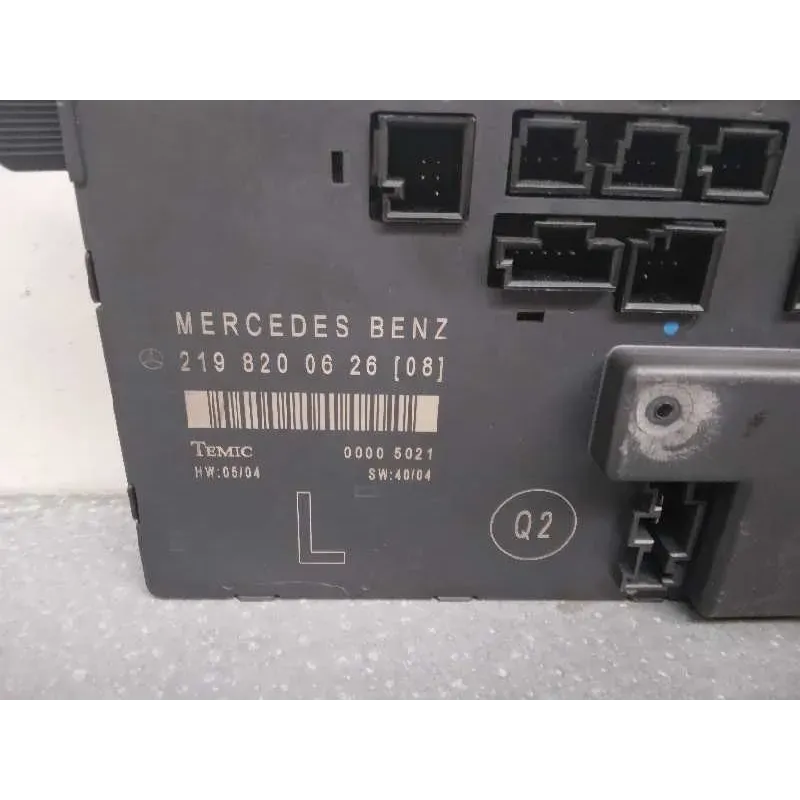 MERCEDES BENZ
219 820 06 26 [08]
TEMIC 0000 5021
HW:05/04 SW:40/04
L
Q2